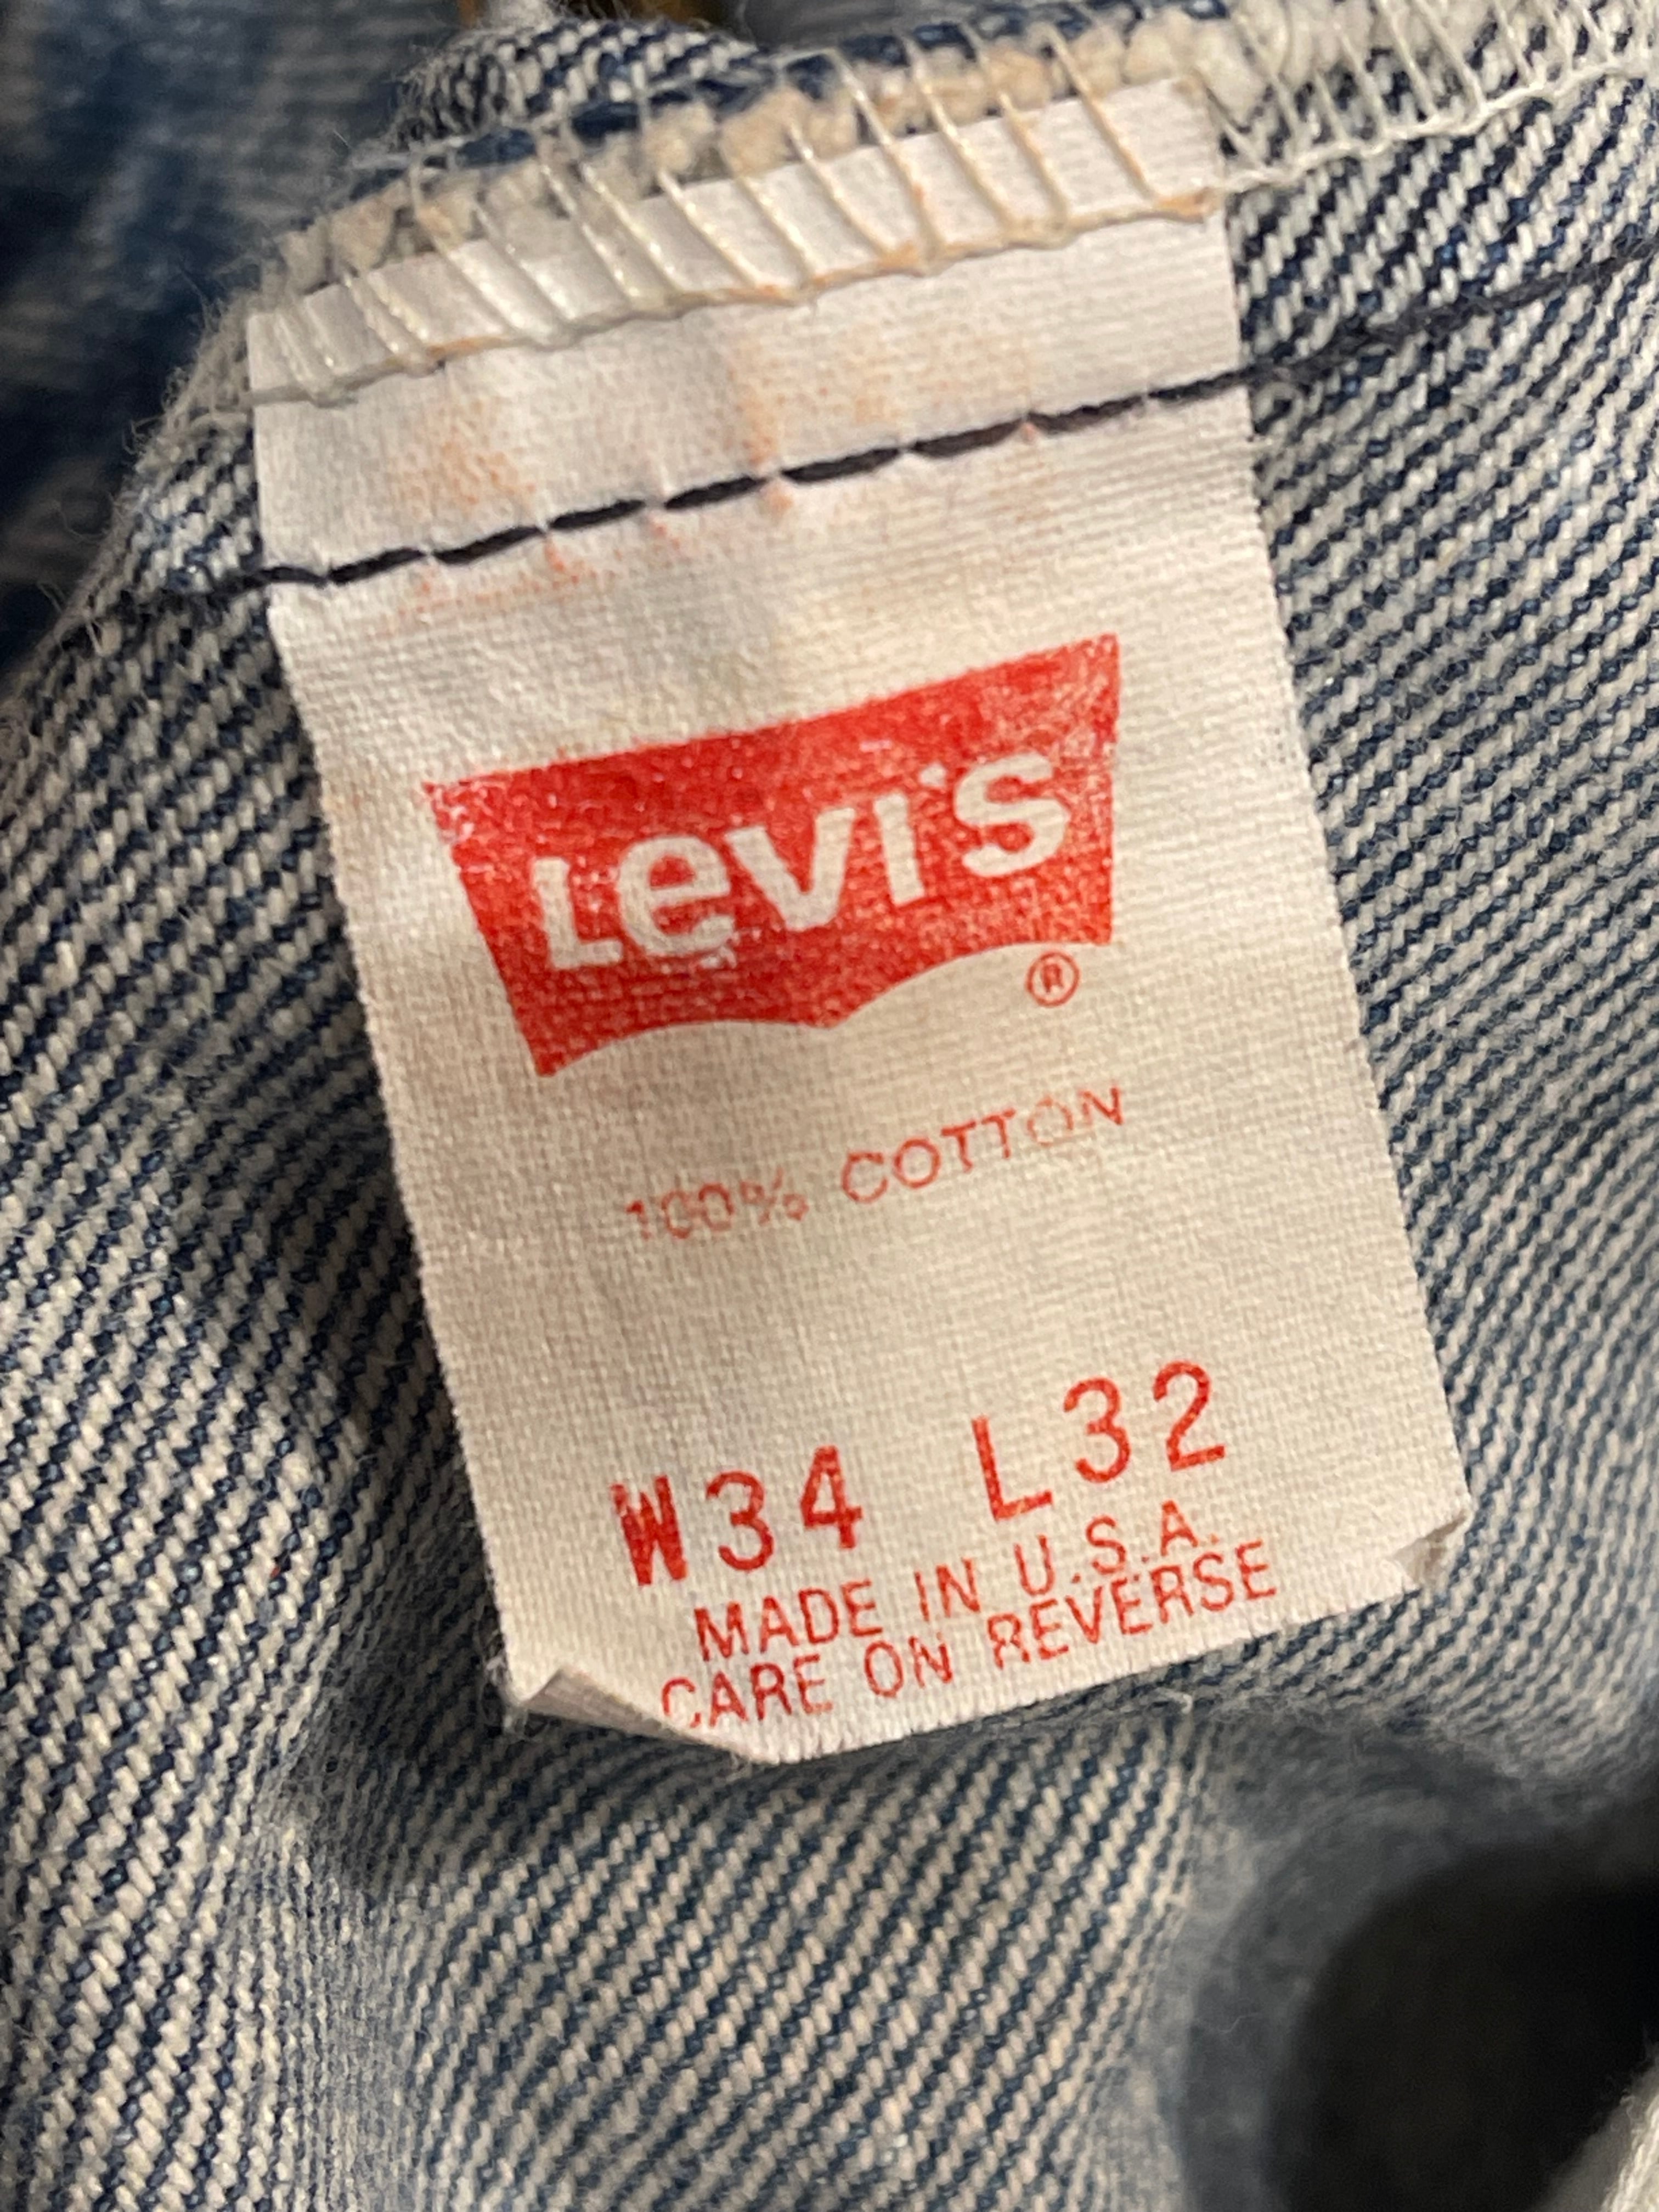 Levi's
®
100% COTTON
W34 L32
MADE IN U.S.A.
CARE ON REVERSE